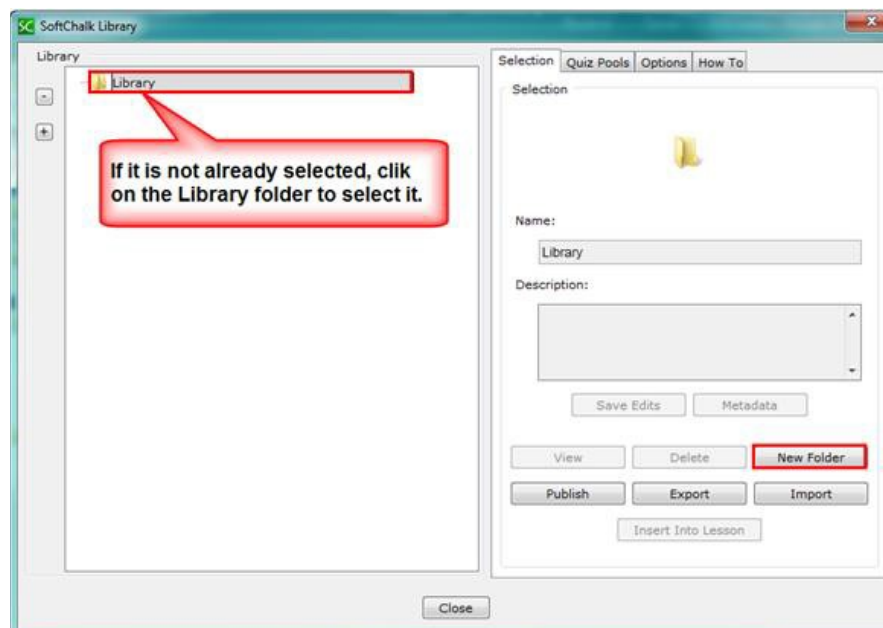 SC SoftChalk Library
Library
Library
-
+
If it is not already selected, clik
on the Library folder to select it.
Selection
Quiz Pools
Options
How To
Selection
Name:
Library
Description:
Save Edits
Metadata
View
Delete
New Folder
Publish
Export
Import
Insert Into Lesson
Close